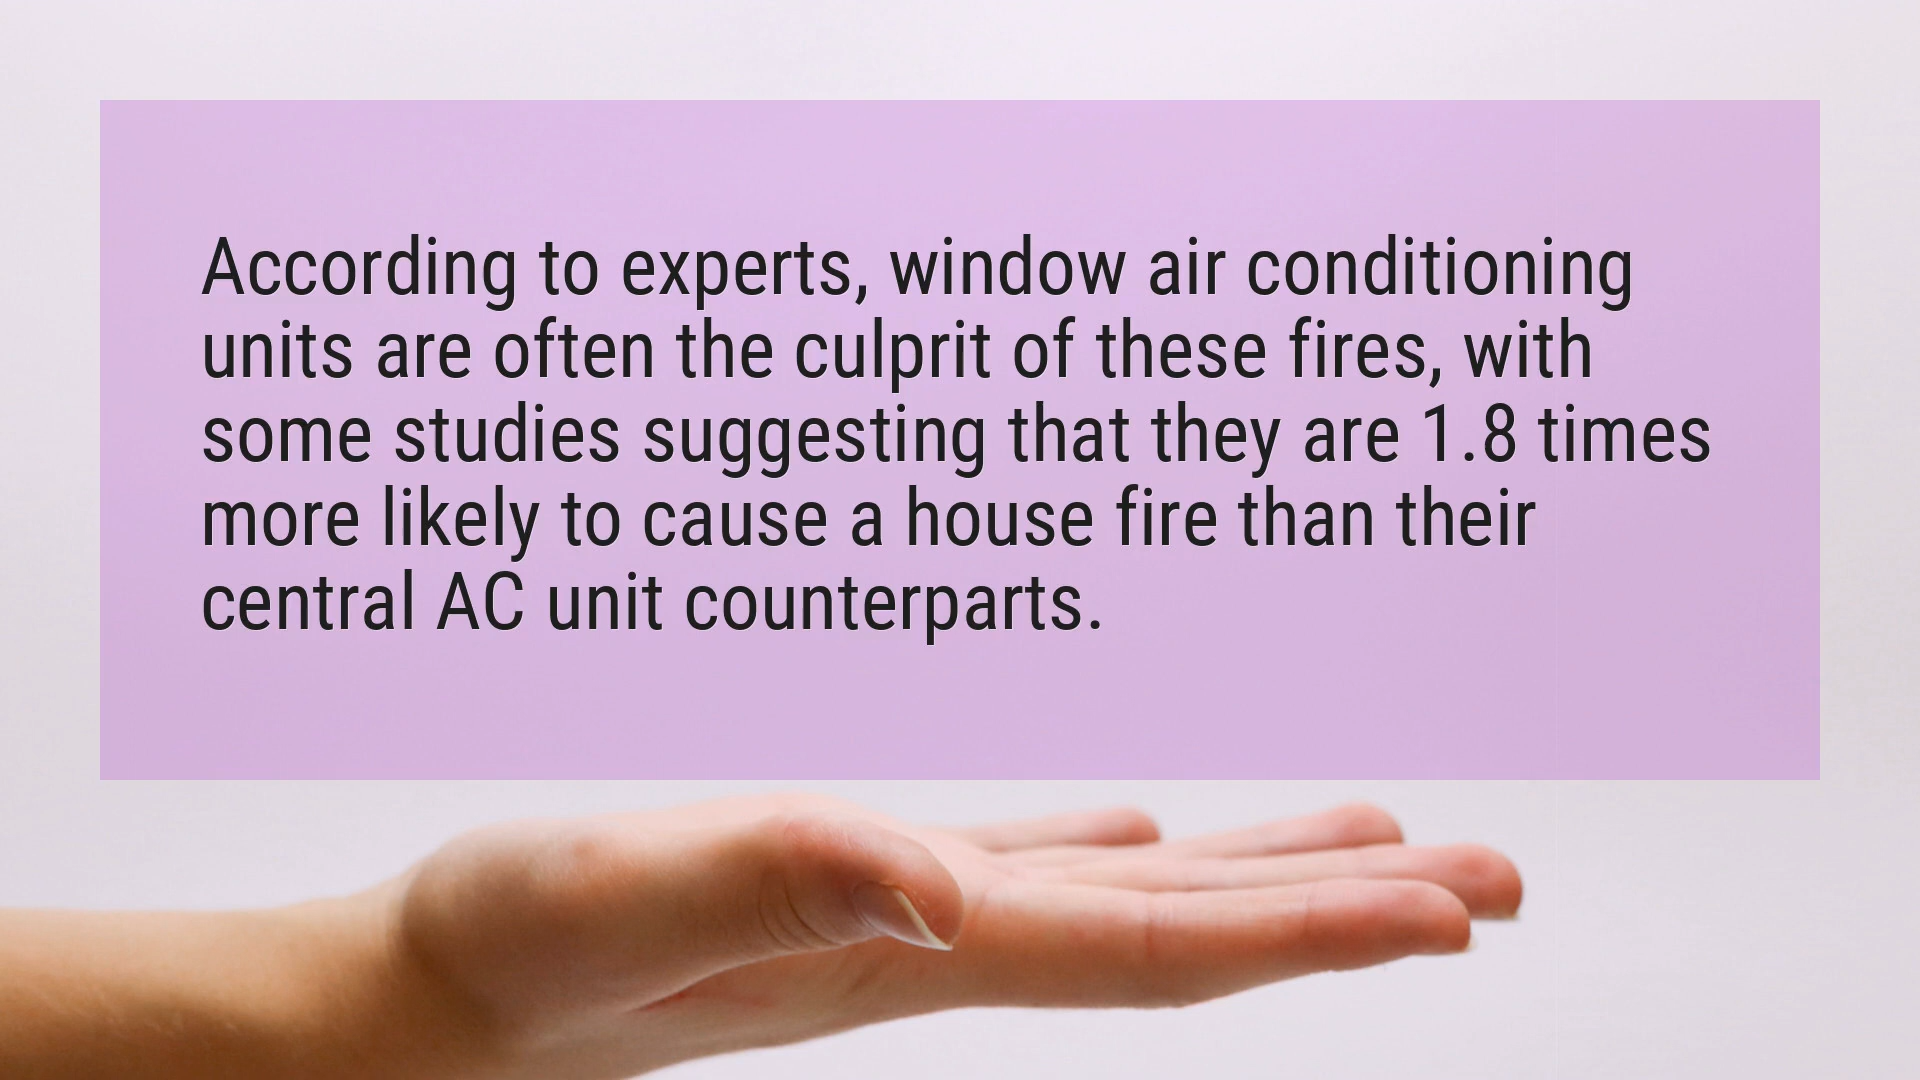 According to experts, window air conditioning
units are often the culprit of these fires, with
some studies suggesting that they are 1.8 times
more likely to cause a house fire than their
central AC unit counterparts.